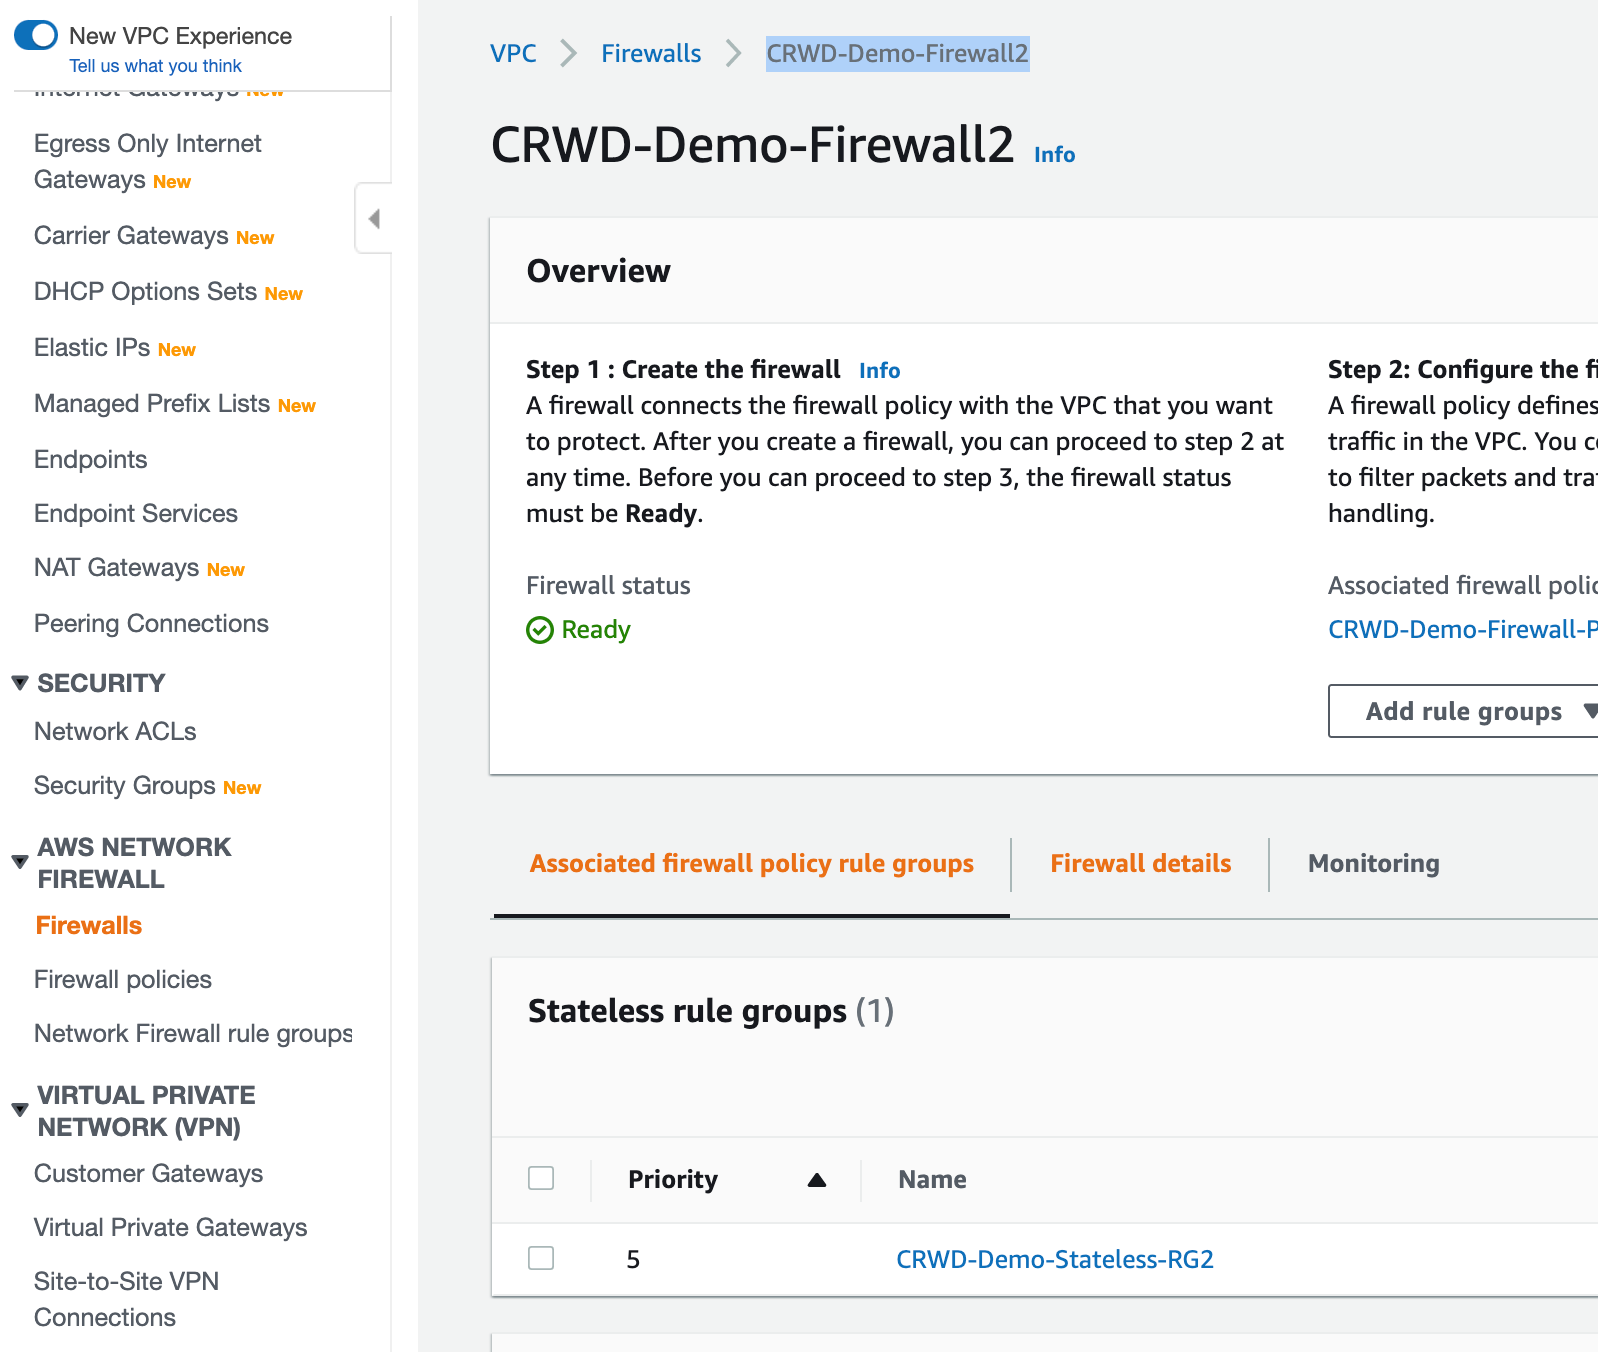 New VPC Experience
Tell us what you think
Internet Gateways New
Egress Only Internet
Gateways New
Carrier Gateways New
DHCP Options Sets New
Elastic IPs New
Managed Prefix Lists New
Endpoints
Endpoint Services
NAT Gateways New
Peering Connections
SECURITY
Network ACLs
Security Groups New
AWS NETWORK
FIREWALL
Firewalls
Firewall policies
Network Firewall rule groups
VIRTUAL PRIVATE
NETWORK (VPN)
Customer Gateways
Virtual Private Gateways
Site-to-Site VPN
Connections
VPC > Firewalls > CRWD-Demo-Firewall2
CRWD-Demo-Firewall2 Info
Overview
Step 1 : Create the firewall Info
A firewall connects the firewall policy with the VPC that you want
to protect. After you create a firewall, you can proceed to step 2 at
any time. Before you can proceed to step 3, the firewall status
must be Ready.
Firewall status
Ready
Step 2: Configure the
A firewall policy defines
traffic in the VPC. You
to filter packets and
handling.
Associated firewall
CRWD-Demo-Firewall-P
Add rule groups
Associated firewall policy rule groups
Firewall details
Monitoring
Stateless rule groups (1)
Priority Name
5 CRWD-Demo-Stateless-RG2